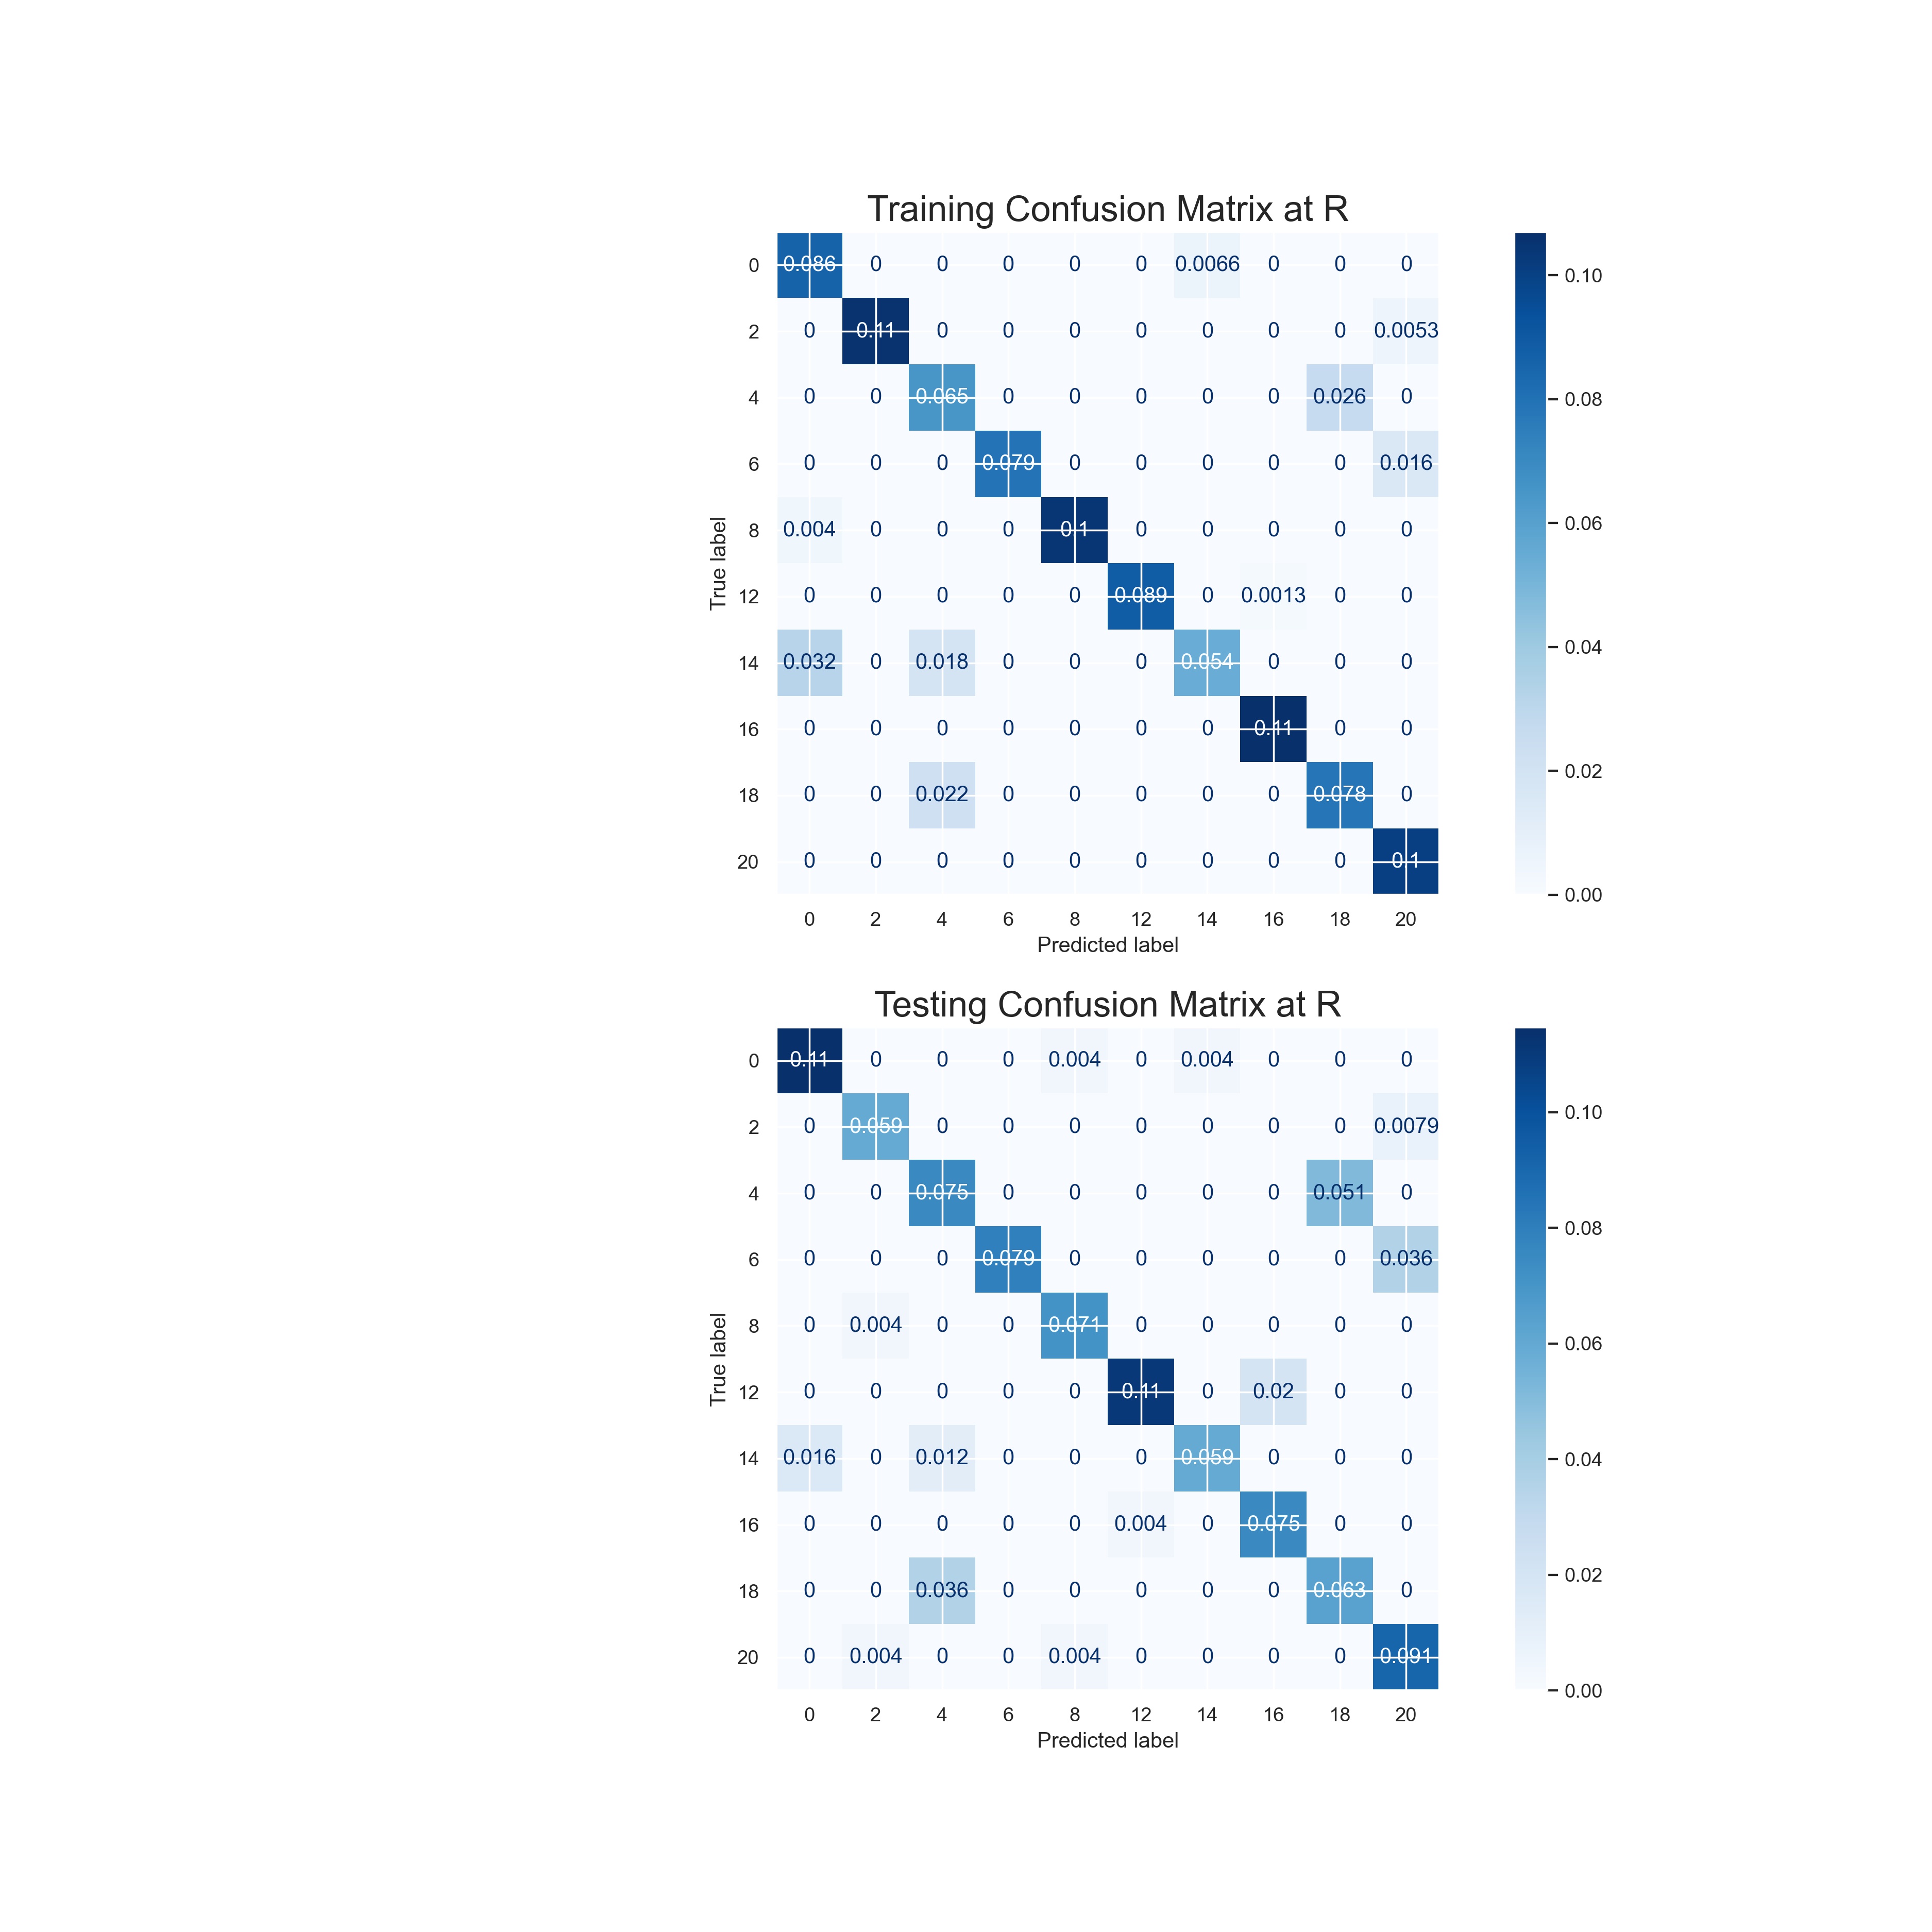 Training Confusion Matrix at R
0 0.086 0 0 0 0 0 0.0066 0 0 0
2 0 0.11 0 0 0 0 0 0 0 0.0053
4 0 0 0.065 0 0 0 0 0 0.026 0
6 0 0 0 0.079 0 0 0 0 0 0.016
8 0.004 0 0 0 0.1 0 0 0 0 0
12 0 0 0 0 0 0.089 0 0.0013 0 0
14 0.032 0 0.018 0 0 0 0.054 0 0 0
16 0 0 0 0 0 0 0 0.11 0 0
18 0 0 0.022 0 0 0 0 0 0.078 0
20 0 0 0 0 0 0 0 0 0 0.1
0 2 4 6 8 12 14 16 18 20
Predicted label
True label
0.10
0.08
0.06
0.04
0.02
0.00
Testing Confusion Matrix at R
0 0.11 0 0 0 0.004 0 0.004 0 0 0
2 0 0.059 0 0 0 0 0 0 0 0.0079
4 0 0 0.075 0 0 0 0 0 0.051 0
6 0 0 0 0.079 0 0 0 0 0 0.036
8 0 0.004 0 0 0.071 0 0 0 0 0
12 0 0 0 0 0 0.11 0 0.02 0 0
14 0.016 0 0.012 0 0 0 0.059 0 0 0
16 0 0 0 0 0 0.004 0 0.075 0 0
18 0 0 0.036 0 0 0 0 0 0.063 0
20 0 0.004 0 0 0.004 0 0 0 0 0.091
0 2 4 6 8 12 14 16 18 20
Predicted label
True label
0.10
0.08
0.06
0.04
0.02
0.00